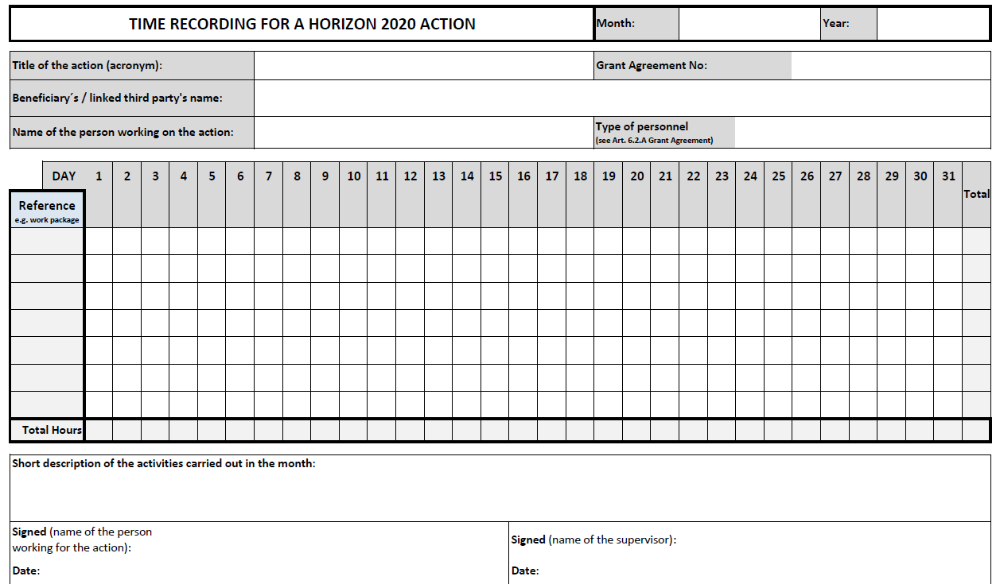 TIME RECORDING FOR A HORIZON 2020 ACTION Month: Year:
Title of the action (acronym): Grant Agreement No:
Beneficiary´s / linked third party's name:
Name of the person working on the action: Type of personnel
(see Art. 6.2.A Grant Agreement)
DAY 1 2 3 4 5 6 7 8 9 10 11 12 13 14 15 16 17 18 19 20 21 22 23 24 25 26 27 28 29 30 31
Total
Reference
e.g. work package
Total Hours
Short description of the activities carried out in the month:
Signed (name of the person
working for the action):
Date:
Signed (name of the supervisor):
Date: